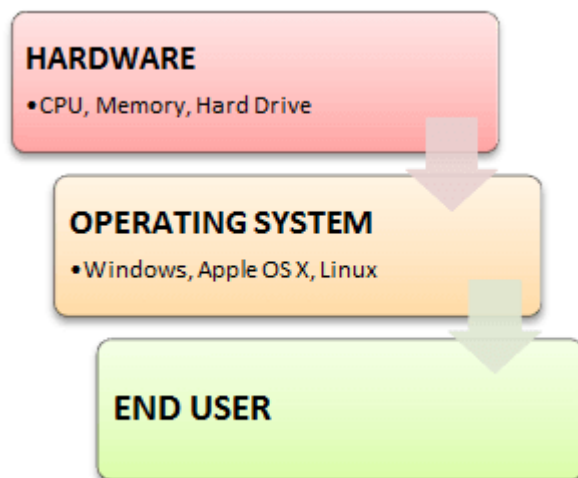 HARDWARE
•CPU, Memory, Hard Drive
OPERATING SYSTEM
•Windows, Apple OS X, Linux
END USER